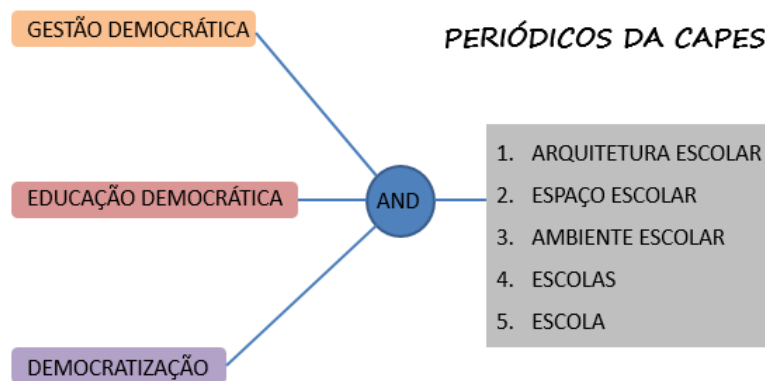 GESTÃO DEMOCRÁTICA
PERIÓDICOS DA CAPES
EDUCAÇÃO DEMOCRÁTICA
AND
1. ARQUITETURA ESCOLAR
2. ESPAÇO ESCOLAR
3. AMBIENTE ESCOLAR
4. ESCOLAS
5. ESCOLA
DEMOCRATIZAÇÃO